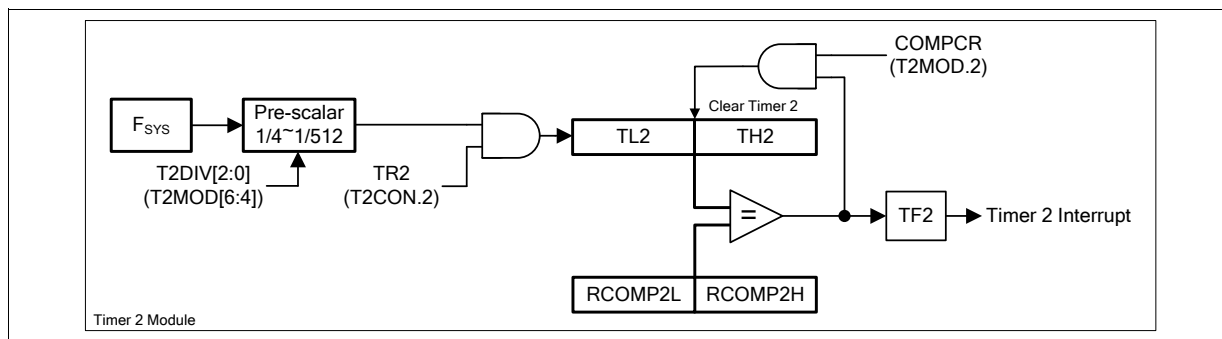 COMPCR
(T2MOD.2)
Clear Timer 2
FSYS
Pre-scalar
1/4~1/512
TL2
TH2
T2DIV[2:0]
(T2MOD[6:4])
TR2
(T2CON.2)
=
TF2
Timer 2 Interrupt
RCOMP2L
RCOMP2H
Timer 2 Module